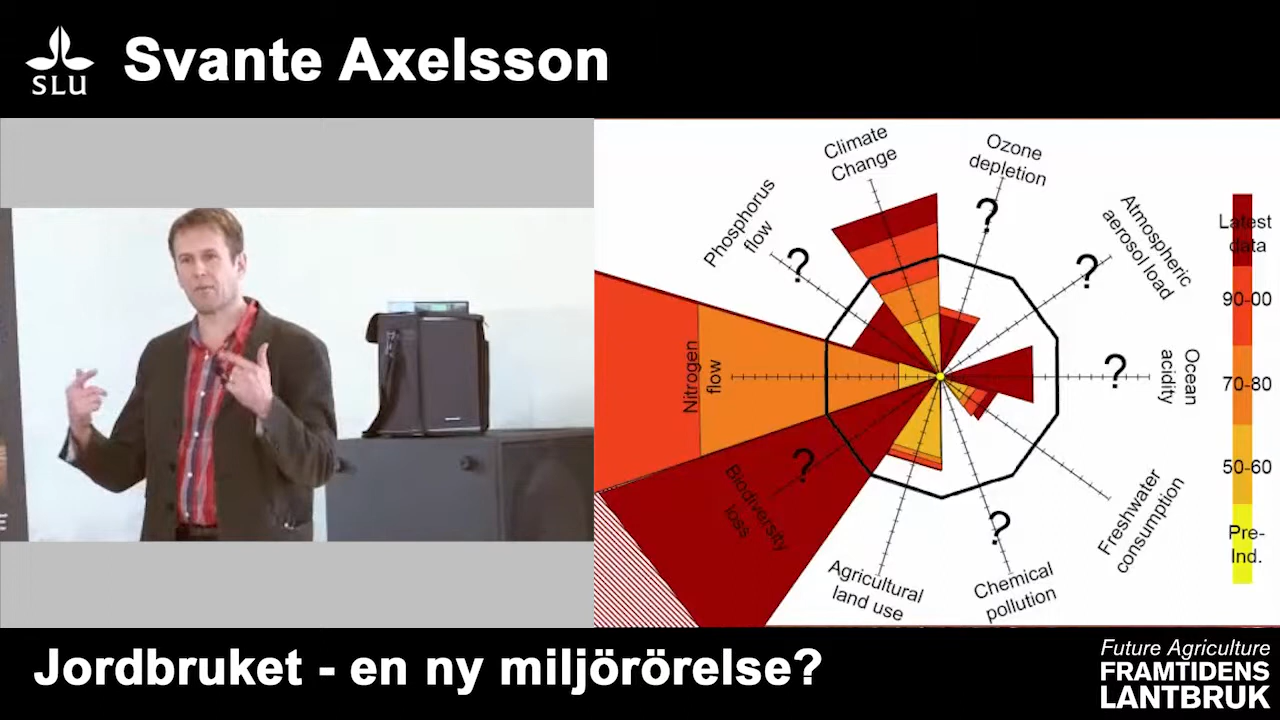 SLU
Svante Axelsson
Climate
Change
Ozone
depletion
?
Phosphorus
flow
?
Atmospheric
aerosol load
?
Latest
data
90-00
Nitrogen
flow
?
Ocean
acidity
70-80
?
Biodiversity
loss
50-60
Freshwater
consumption
?
Pre-
Ind.
Agricultural
land use
Chemical
pollution
Jordbruket - en ny miljörörelse?
Future Agriculture
FRAMTIDENS
LANTBRUK